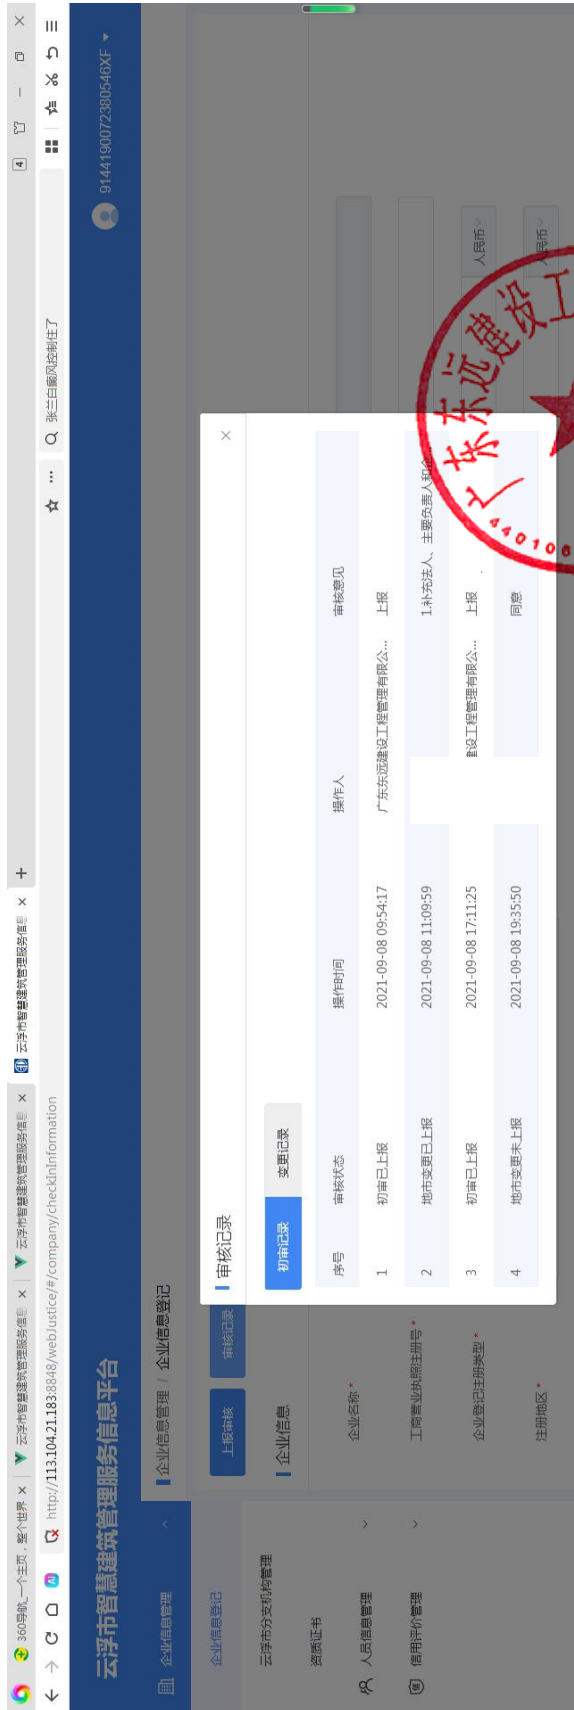 360导航_一个主页，整个世界
云浮市智慧建筑管理服务信息
云浮市智慧建筑管理服务信息
云浮市智慧建筑管理服务信息
4
http://113.104.21.183:8848/webJustice/#/company/checkInInformation
张兰白癜风控制住了
云浮市智慧建筑管理服务信息平台
91441900072380546XF
企业信息管理
企业信息登记
云浮市分支机构管理
资质证书
人员信息管理
信用评价管理
企业信息管理 / 企业信息登记
上报审核 审核记录
企业信息
企业名称 *
工商营业执照注册号 *
企业登记注册类型 *
人民币
注册地区 *
人民币
审核记录
初审记录 变更记录
序号 审核状态 操作时间 操作人 审核意见
1 初审已上报 2021-09-08 09:54:17 广东东远建设工程管理有限公... 上报
2 地市变更已上报 2021-09-08 11:09:59 1.补充法人、主要负责人和企...
3 初审已上报 2021-09-08 17:11:25 建设工程管理有限公... 上报
4 地市变更未上报 2021-09-08 19:35:50 同意
广东东远建设工
440106